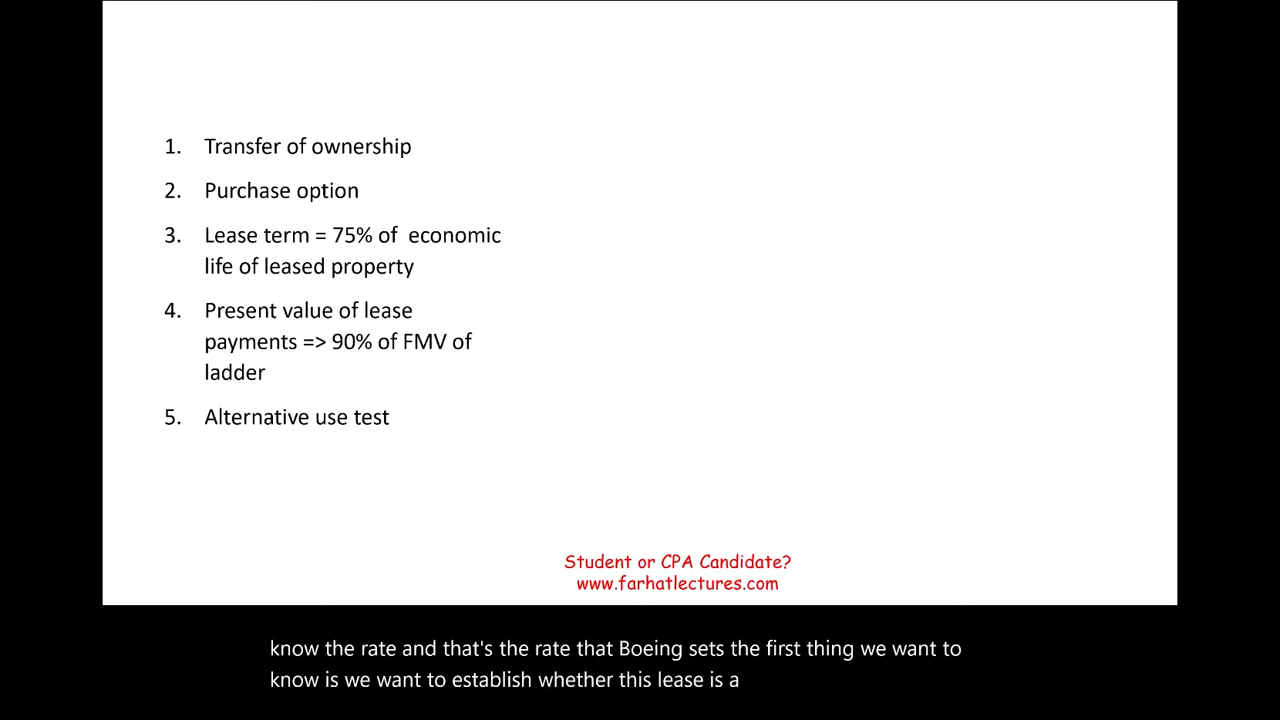 1. Transfer of ownership
2. Purchase option
3. Lease term = 75% of economic
life of leased property
4. Present value of lease
payments => 90% of FMV of
ladder
5. Alternative use test
Student or CPA Candidate?
www.farhatlectures.com
know the rate and that's the rate that Boeing sets the first thing we want to
know is we want to establish whether this lease is a